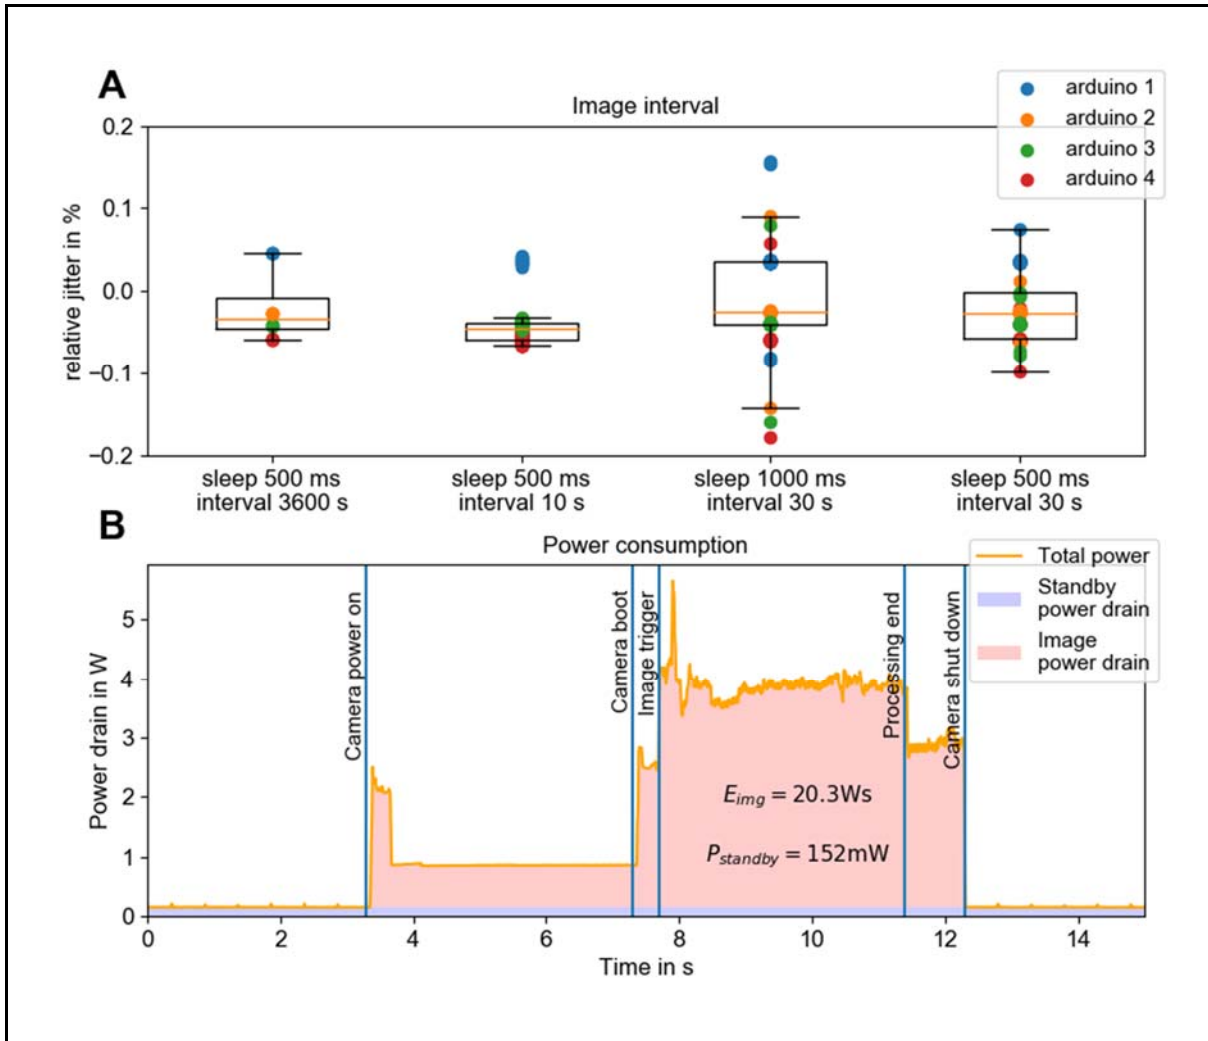 A
Image interval
arduino 1
arduino 2
arduino 3
arduino 4
relative jitter in %
0.2
0.1
0.0
−0.1
−0.2
sleep 500 ms
interval 3600 s
sleep 500 ms
interval 10 s
sleep 1000 ms
interval 30 s
sleep 500 ms
interval 30 s
B
Power consumption
Total power
Standby
power drain
Image
power drain
Power drain in W
5
4
3
2
1
0
Camera power on
Camera boot
Image trigger
Processing end
Camera shut down
E_img = 20.3Ws
P_standby = 152mW
0 2 4 6 8 10 12 14
Time in s